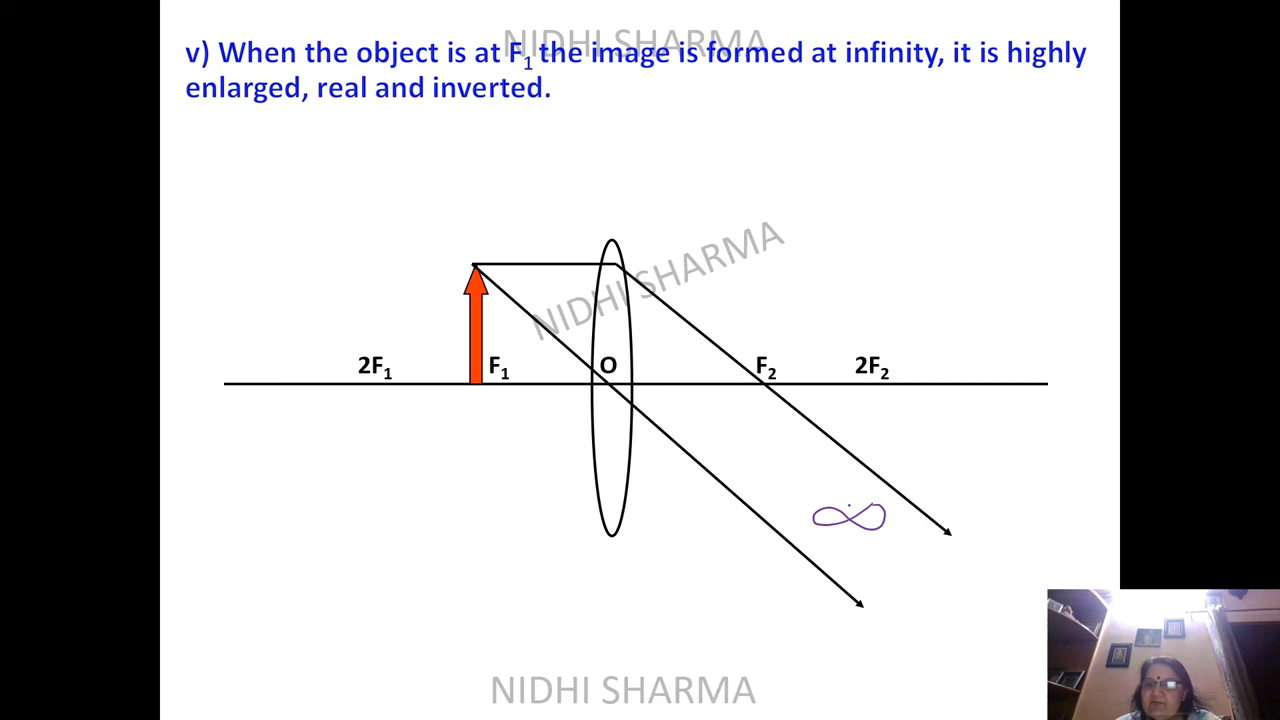 NIDHI SHARMA
v) When the object is at F₁ the image is formed at infinity, it is highly
enlarged, real and inverted.
NIDHI SHARMA
2F₁
F₁
O
F₂
2F₂
∞
NIDHI SHARMA